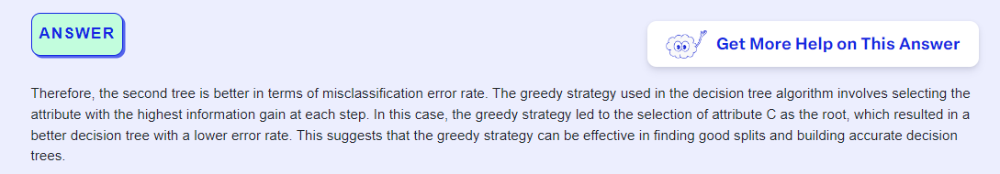 ANSWER
Get More Help on This Answer
Therefore, the second tree is better in terms of misclassification error rate. The greedy strategy used in the decision tree algorithm involves selecting the
attribute with the highest information gain at each step. In this case, the greedy strategy led to the selection of attribute C as the root, which resulted in a
better decision tree with a lower error rate. This suggests that the greedy strategy can be effective in finding good splits and building accurate decision
trees.